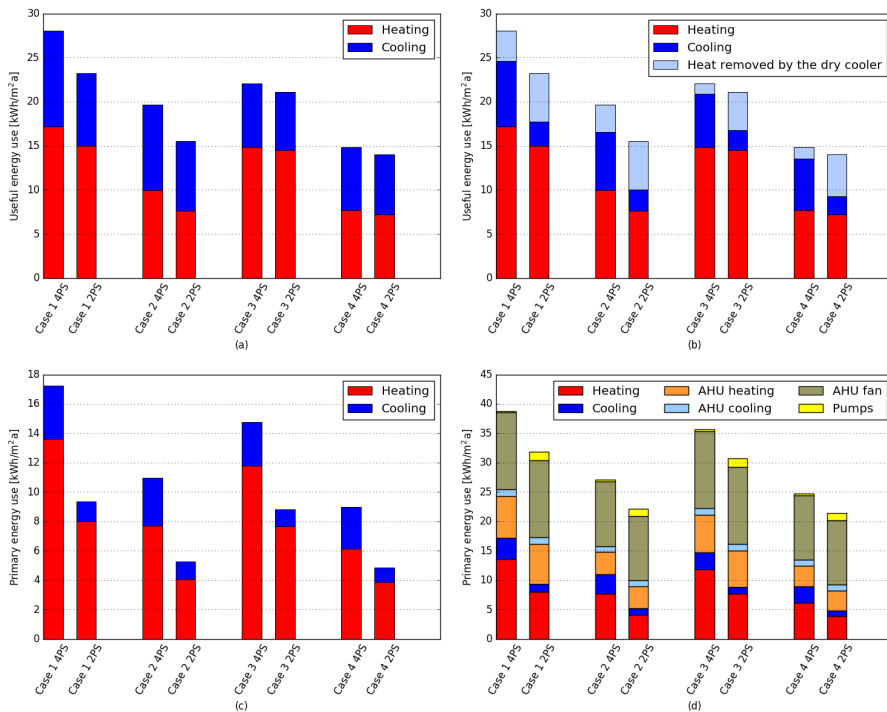 30
25
20
15
10
5
0
Useful energy use [kWh/m²a]
Heating
Cooling
Case 1 4PS
Case 1 2PS
Case 2 4PS
Case 2 2PS
Case 3 4PS
Case 3 2PS
Case 4 4PS
Case 4 2PS
(a)
30
25
20
15
10
5
0
Useful energy use [kWh/m²a]
Heating
Cooling
Heat removed by the dry cooler
Case 1 4PS
Case 1 2PS
Case 2 4PS
Case 2 2PS
Case 3 4PS
Case 3 2PS
Case 4 4PS
Case 4 2PS
(b)
18
16
14
12
10
8
6
4
2
0
Primary energy use [kWh/m²a]
Heating
Cooling
Case 1 4PS
Case 1 2PS
Case 2 4PS
Case 2 2PS
Case 3 4PS
Case 3 2PS
Case 4 4PS
Case 4 2PS
(c)
45
40
35
30
25
20
15
10
5
0
Primary energy use [kWh/m²a]
Heating
Cooling
AHU heating
AHU cooling
AHU fan
Pumps
Case 1 4PS
Case 1 2PS
Case 2 4PS
Case 2 2PS
Case 3 4PS
Case 3 2PS
Case 4 4PS
Case 4 2PS
(d)